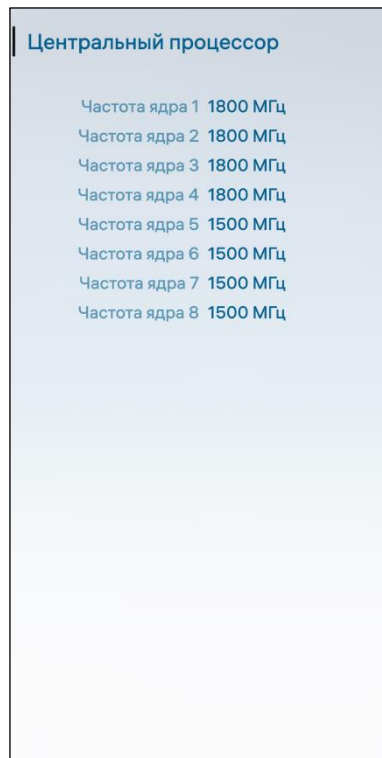 Центральный процессор
Частота ядра 1 1800 МГц
Частота ядра 2 1800 МГц
Частота ядра 3 1800 МГц
Частота ядра 4 1800 МГц
Частота ядра 5 1500 МГц
Частота ядра 6 1500 МГц
Частота ядра 7 1500 МГц
Частота ядра 8 1500 МГц